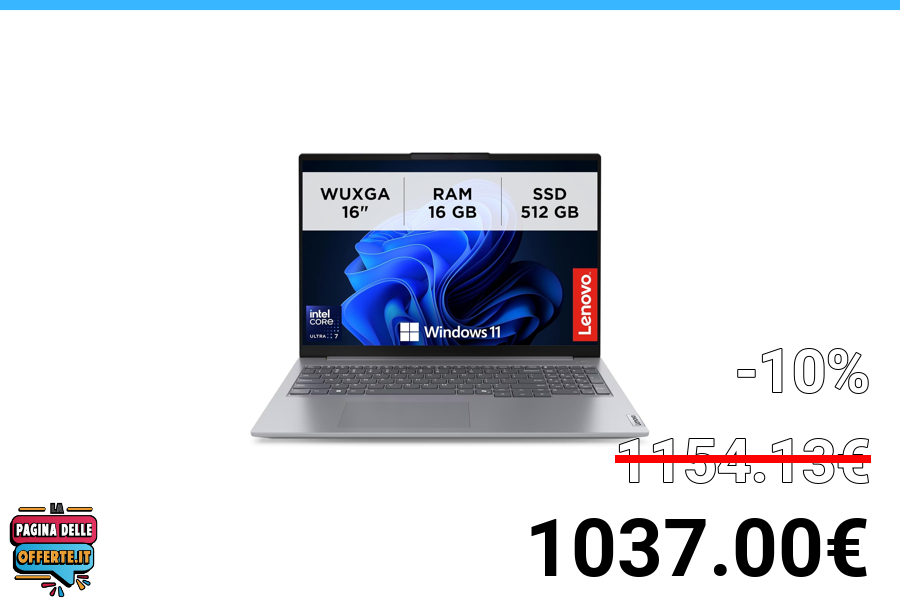 WUXGA
16"
RAM
16 GB
SSD
512 GB
intel
CORE
ULTRA 7
Windows 11
Lenovo.
-10%
1154.13€
1037.00€
LA
PAGINA DELLE
OFFERTE.IT